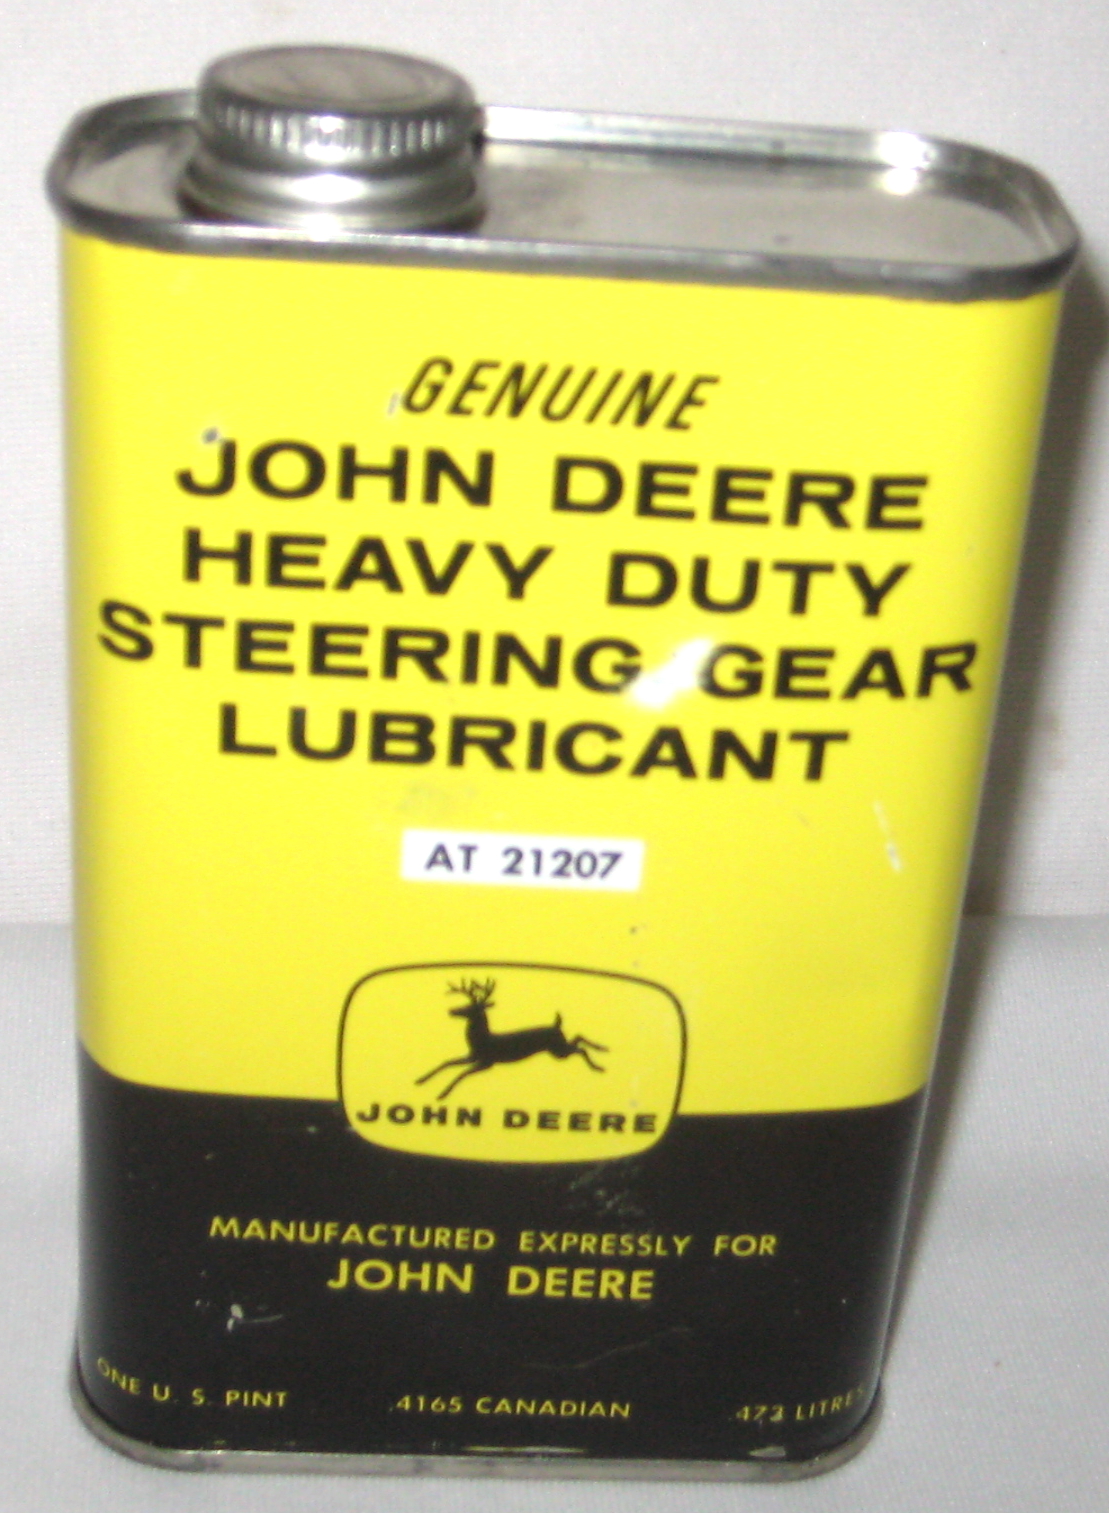 GENUINE
JOHN DEERE
HEAVY DUTY
STEERING GEAR
LUBRICANT
AT 21207
JOHN DEERE
MANUFACTURED EXPRESSLY FOR
JOHN DEERE
ONE U. S. PINT .4165 CANADIAN .473 LITRES